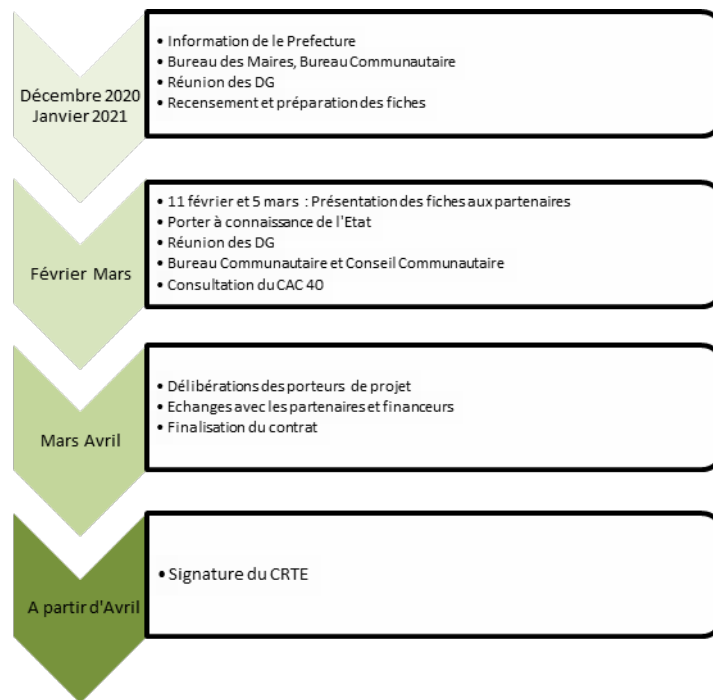 Décembre 2020
Janvier 2021
• Information de le Prefecture
• Bureau des Maires, Bureau Communautaire
• Réunion des DG
• Recensement et préparation des fiches
Février Mars
• 11 février et 5 mars : Présentation des fiches aux partenaires
• Porter à connaissance de l'Etat
• Réunion des DG
• Bureau Communautaire et Conseil Communautaire
• Consultation du CAC 40
Mars Avril
• Délibérations des porteurs de projet
• Echanges avec les partenaires et financeurs
• Finalisation du contrat
A partir d'Avril
• Signature du CRTE